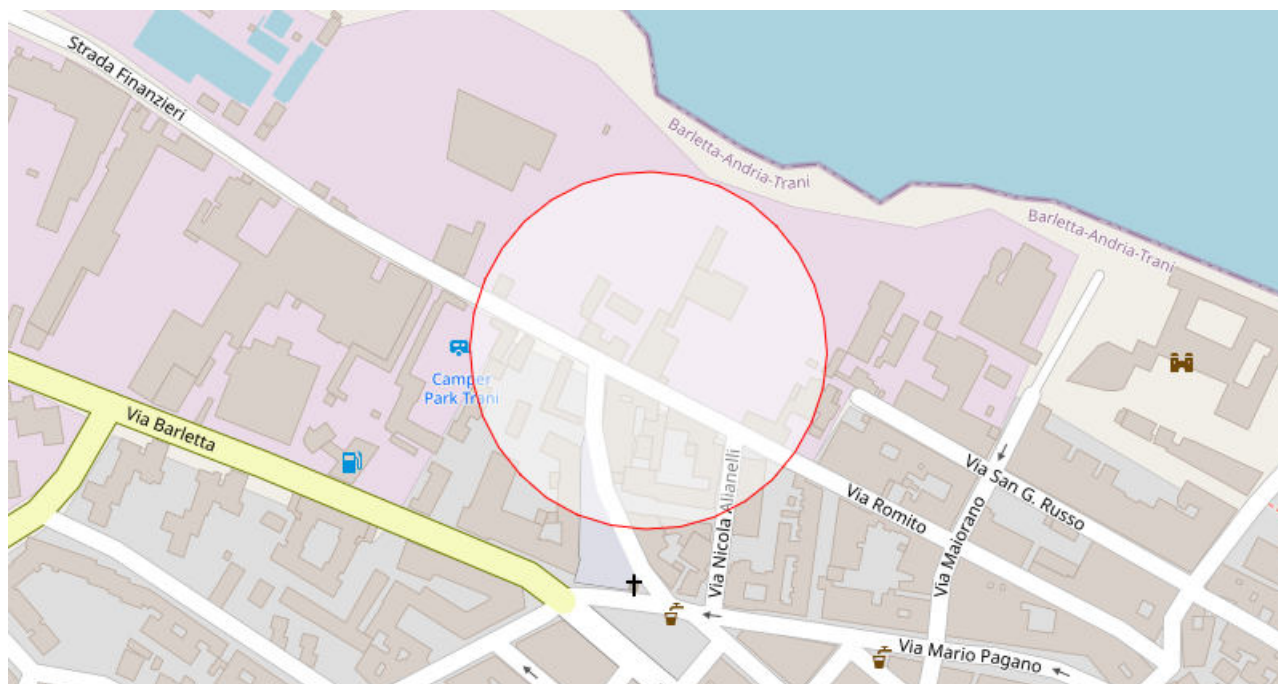 Strada Finanzieri
Barletta-Andria-Trani
Barletta-Andria-Trani
Camper
Park Trani
Via Barletta
Via Nicola Alianelli
Via Romito
Via San G. Russo
Via Maiorano
Via Mario Pagano